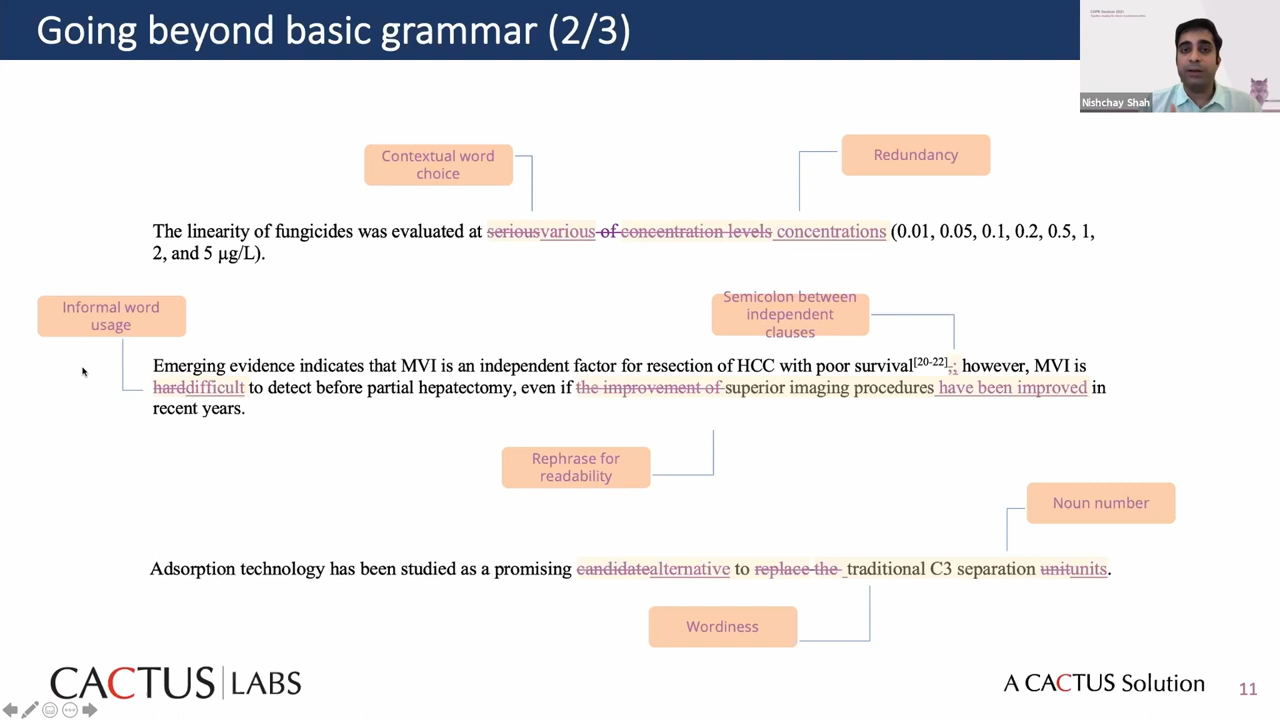 Going beyond basic grammar (2/3)
Nishchay Shah
Contextual word
choice
Redundancy
The linearity of fungicides was evaluated at seriousvarious of concentration levels concentrations (0.01, 0.05, 0.1, 0.2, 0.5, 1,
2, and 5 µg/L).
Informal word
usage
Semicolon between
independent
clauses
Emerging evidence indicates that MVI is an independent factor for resection of HCC with poor survival[20-22],; however, MVI is
harddifficult to detect before partial hepatectomy, even if the improvement of superior imaging procedures have been improved in
recent years.
Rephrase for
readability
Noun number
Adsorption technology has been studied as a promising candidatealternative to replace the traditional C3 separation unitunits.
Wordiness
CACTUS LABS
A CACTUS Solution
11